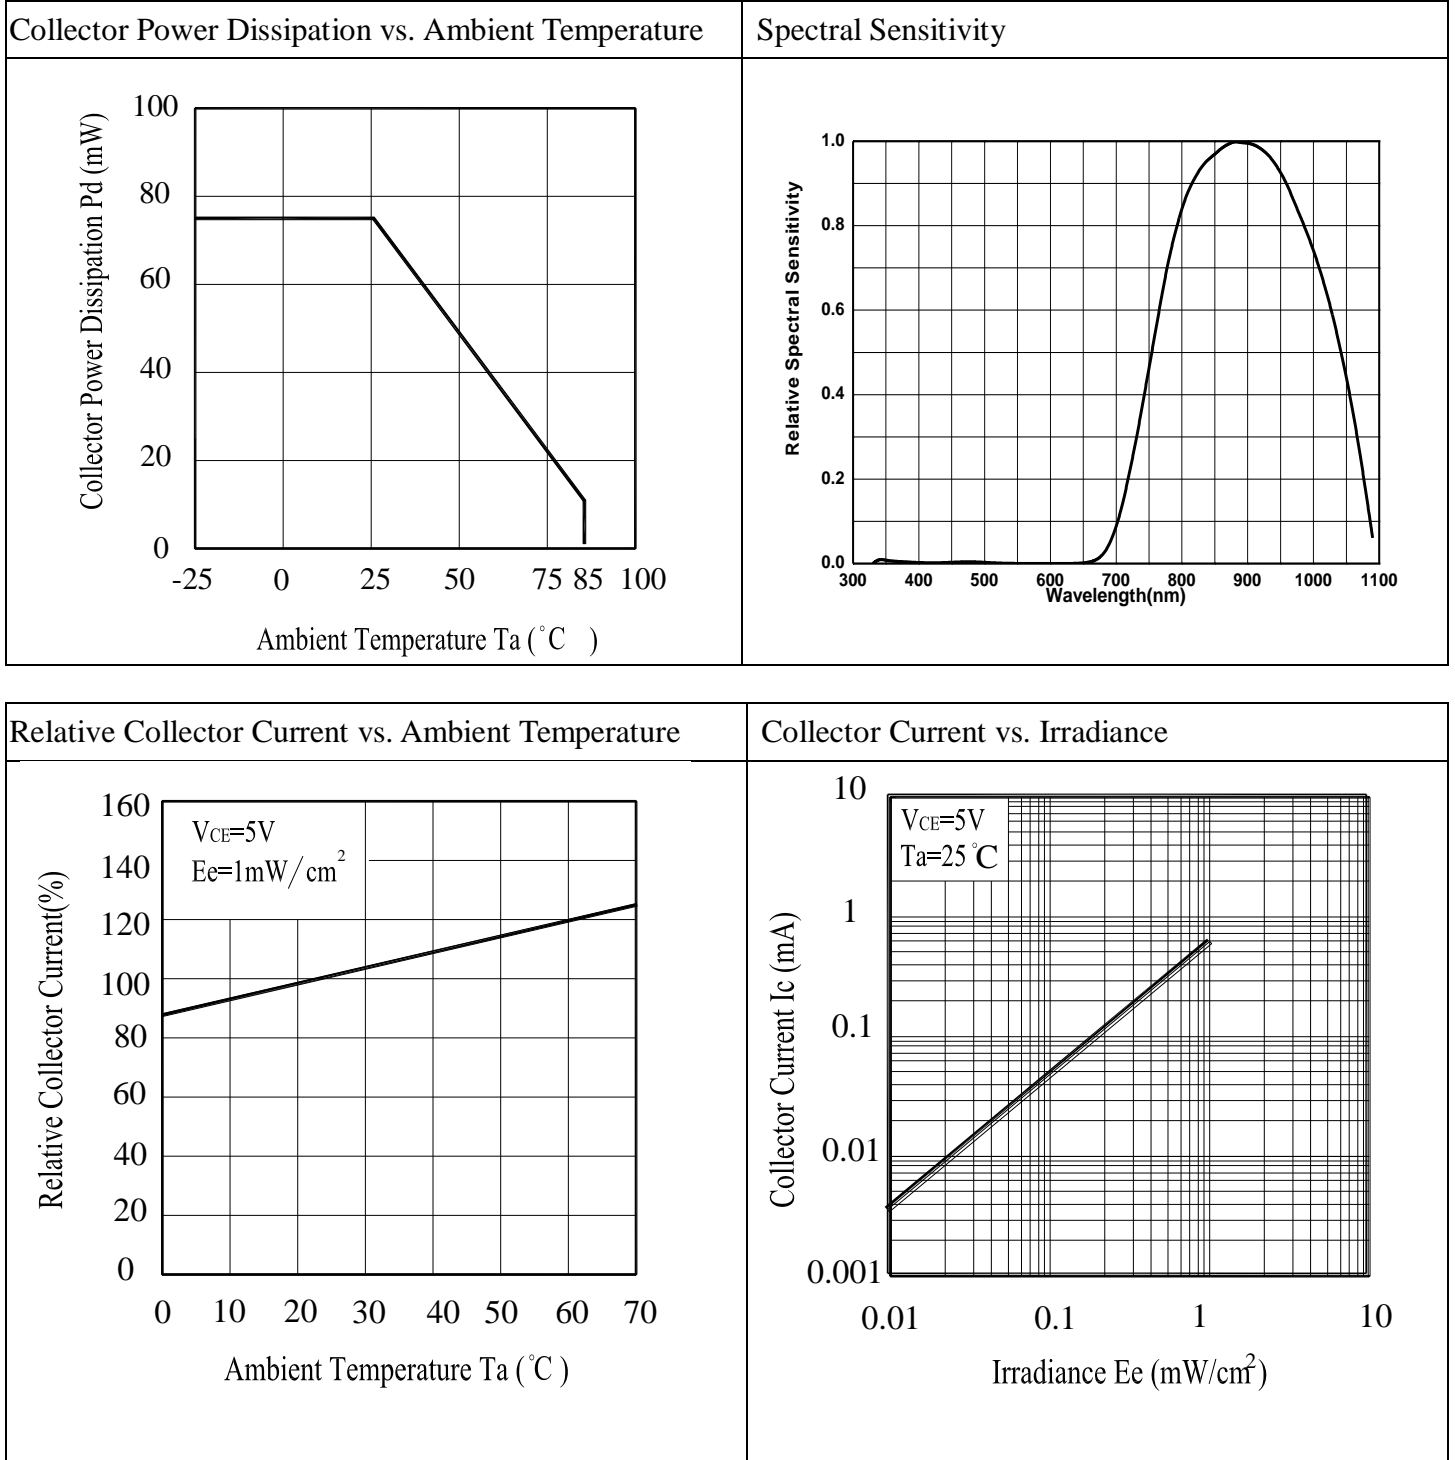 Collector Power Dissipation vs. Ambient Temperature
Spectral Sensitivity
Collector Power Dissipation Pd (mW)
100
80
60
40
20
0
-25 0 25 50 75 85 100
Ambient Temperature Ta (°C )
Relative Spectral Sensitivity
1.0
0.8
0.6
0.4
0.2
0.0
300 400 500 600 700 800 900 1000 1100
Wavelength(nm)
Relative Collector Current vs. Ambient Temperature
Collector Current vs. Irradiance
Relative Collector Current(%)
160
140
120
100
80
60
40
20
0
VCE=5V
Ee=1mW/cm²
0 10 20 30 40 50 60 70
Ambient Temperature Ta (°C )
Collector Current Ic (mA)
10
1
0.1
0.01
0.001
VCE=5V
Ta=25°C
0.01 0.1 1 10
Irradiance Ee (mW/cm²)